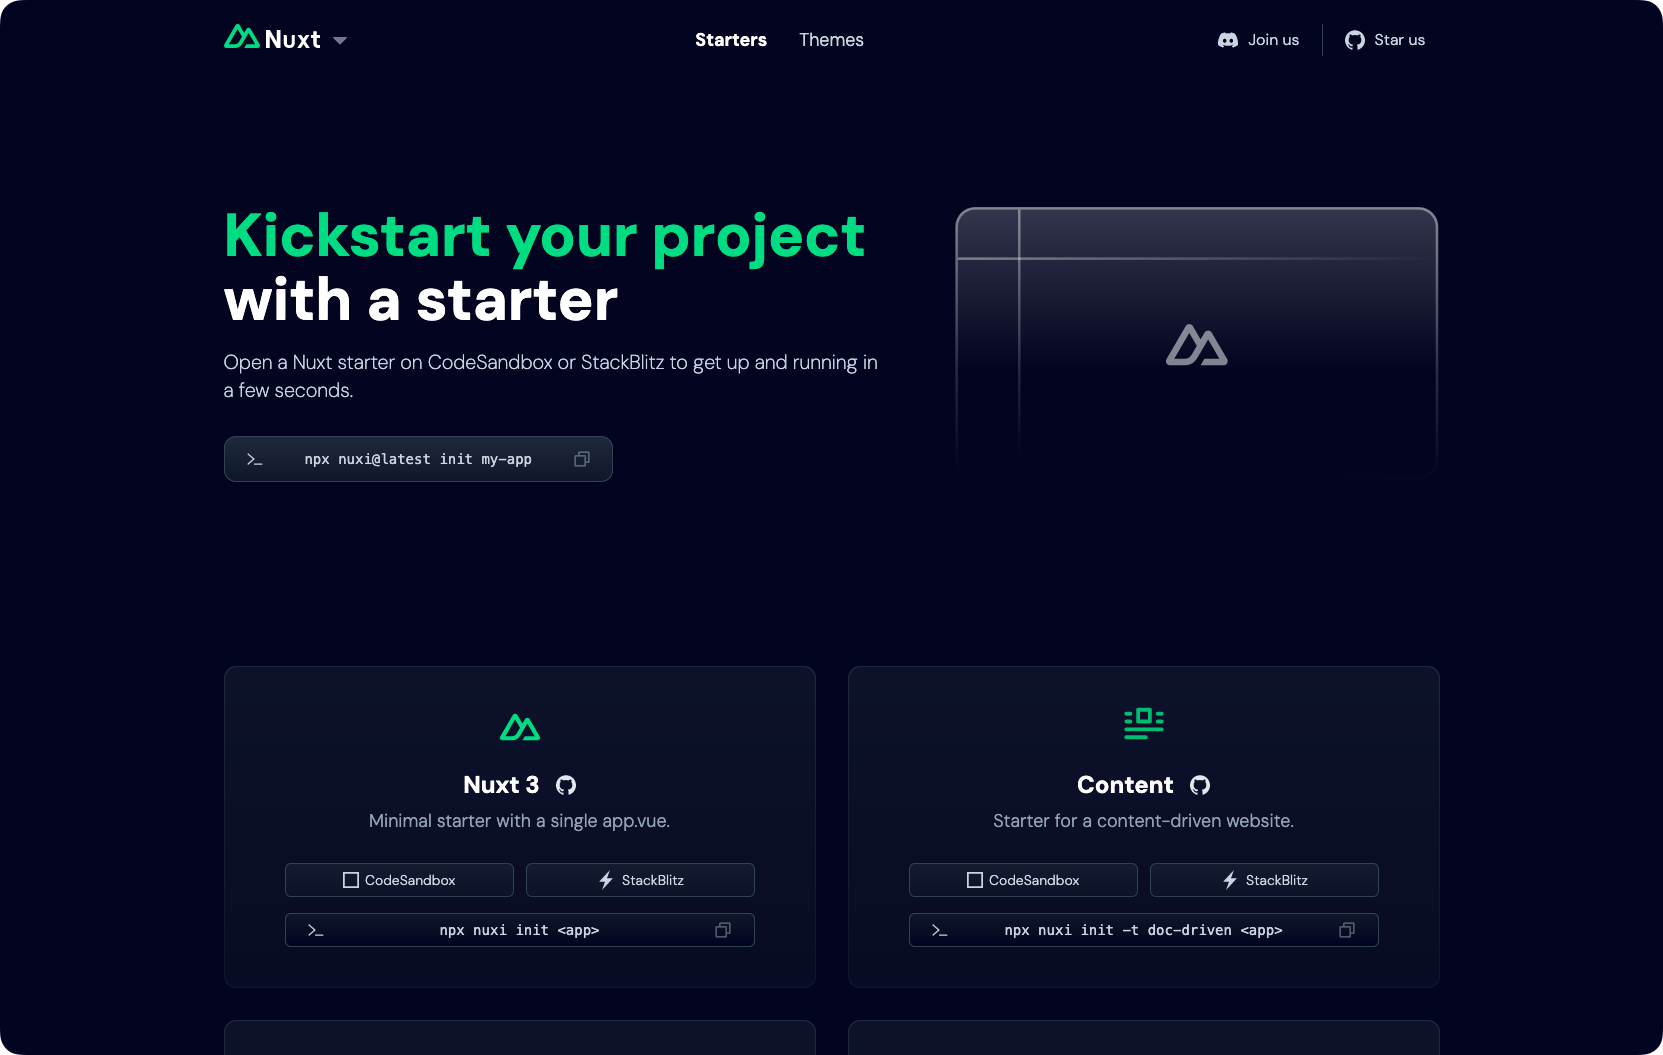 Nuxt
Starters
Themes
Join us
Star us
Kickstart your project
with a starter
Open a Nuxt starter on CodeSandbox or StackBlitz to get up and running in
a few seconds.
npx nuxi@latest init my-app
Nuxt 3
Minimal starter with a single app.vue.
CodeSandbox
StackBlitz
npx nuxi init <app>
Content
Starter for a content-driven website.
CodeSandbox
StackBlitz
npx nuxi init -t doc-driven <app>